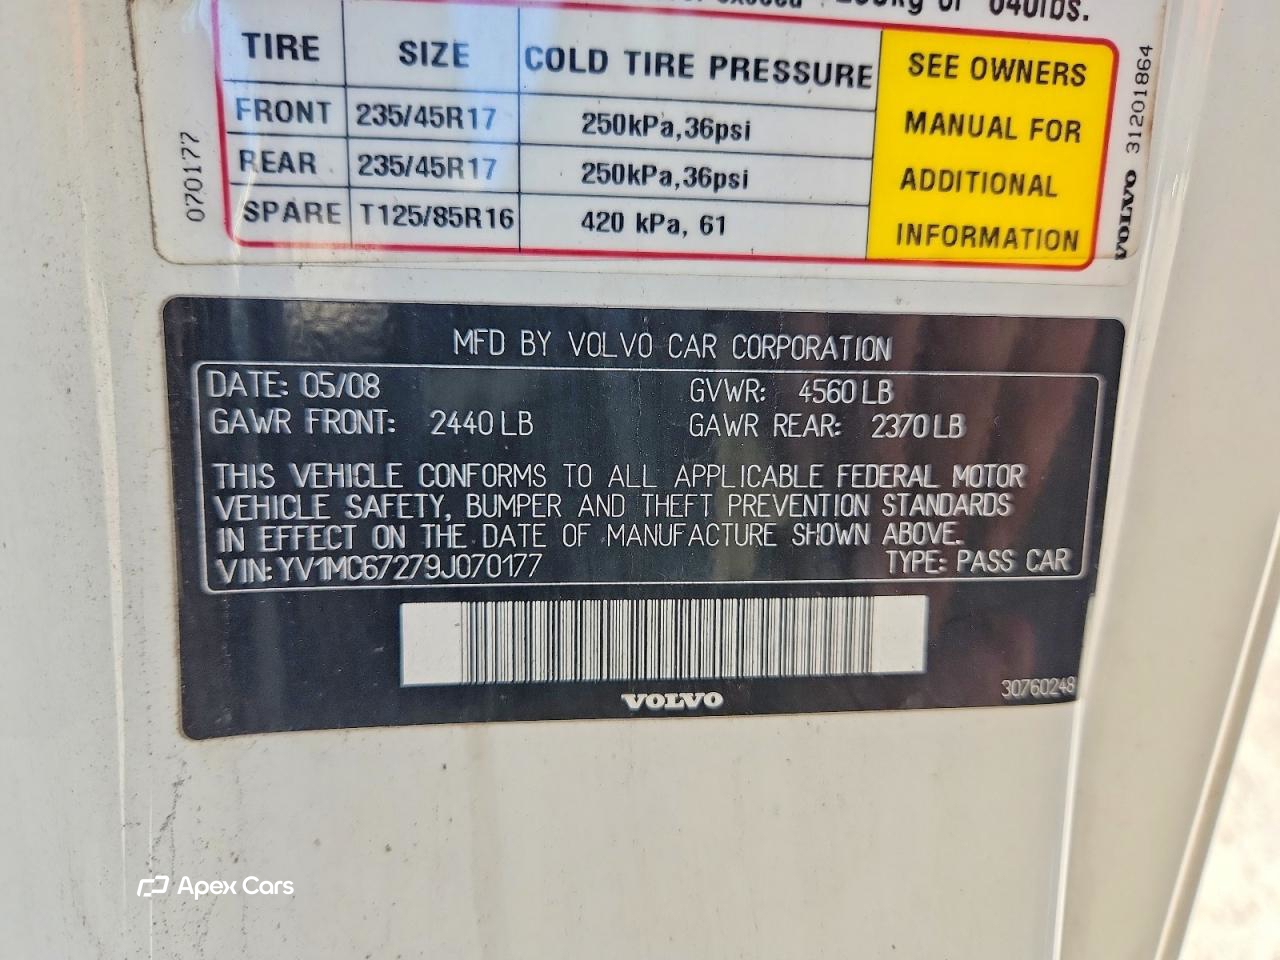 or 640lbs.
TIRE SIZE COLD TIRE PRESSURE SEE OWNERS
FRONT 235/45R17 250kPa,36psi MANUAL FOR
REAR 235/45R17 250kPa,36psi ADDITIONAL
SPARE T125/85R16 420 kPa, 61 INFORMATION
070177
VOLVO 31201864
MFD BY VOLVO CAR CORPORATION
DATE: 05/08 GVWR: 4560 LB
GAWR FRONT: 2440 LB GAWR REAR: 2370 LB
THIS VEHICLE CONFORMS TO ALL APPLICABLE FEDERAL MOTOR
VEHICLE SAFETY, BUMPER AND THEFT PREVENTION STANDARDS
IN EFFECT ON THE DATE OF MANUFACTURE SHOWN ABOVE.
VIN: YV1MC67279J070177 TYPE: PASS CAR
VOLVO
30760248
Apex Cars